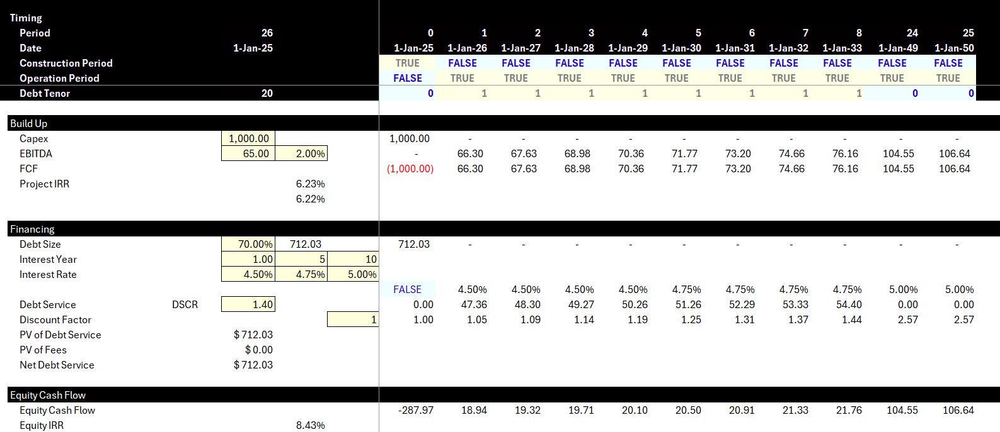 Timing
Period 26 0 1 2 3 4 5 6 7 8 24 25
Date 1-Jan-25 1-Jan-25 1-Jan-26 1-Jan-27 1-Jan-28 1-Jan-29 1-Jan-30 1-Jan-31 1-Jan-32 1-Jan-33 1-Jan-49 1-Jan-50
Construction Period TRUE FALSE FALSE FALSE FALSE FALSE FALSE FALSE FALSE FALSE FALSE
Operation Period FALSE TRUE TRUE TRUE TRUE TRUE TRUE TRUE TRUE TRUE TRUE
Debt Tenor 20 0 1 1 1 1 1 1 1 1 0 0
Build Up
Capex 1,000.00 1,000.00 - - - - - - - - - -
EBITDA 65.00 2.00% - 66.30 67.63 68.98 70.36 71.77 73.20 74.66 76.16 104.55 106.64
FCF (1,000.00) 66.30 67.63 68.98 70.36 71.77 73.20 74.66 76.16 104.55 106.64
Project IRR 6.23%
6.22%
Financing
Debt Size 70.00% 712.03 712.03 - - - - - - - - - -
Interest Year 1.00 5 10
Interest Rate 4.50% 4.75% 5.00%
FALSE 4.50% 4.50% 4.50% 4.50% 4.75% 4.75% 4.75% 4.75% 5.00% 5.00%
Debt Service DSCR 1.40 0.00 47.36 48.30 49.27 50.26 51.26 52.29 53.33 54.40 0.00 0.00
Discount Factor 1 1.00 1.05 1.09 1.14 1.19 1.25 1.31 1.37 1.44 2.57 2.57
PV of Debt Service $ 712.03
PV of Fees $ 0.00
Net Debt Service $ 712.03
Equity Cash Flow
Equity Cash Flow -287.97 18.94 19.32 19.71 20.10 20.50 20.91 21.33 21.76 104.55 106.64
Equity IRR 8.43%